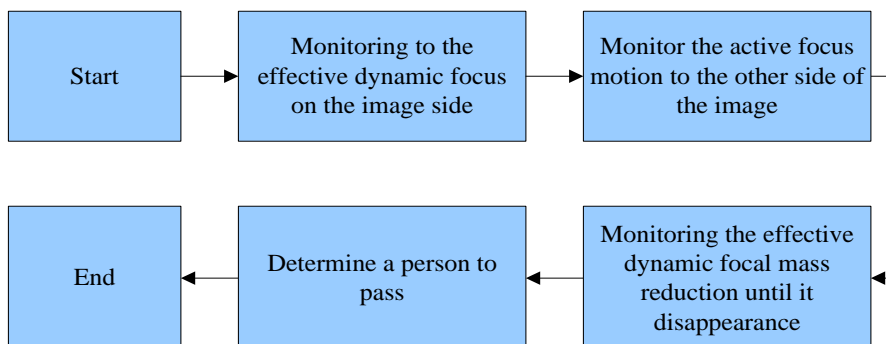 Start
Monitoring to the
effective dynamic focus
on the image side
Monitor the active focus
motion to the other side of
the image
Monitoring the effective
dynamic focal mass
reduction until it
disappearance
Determine a person to
pass
End